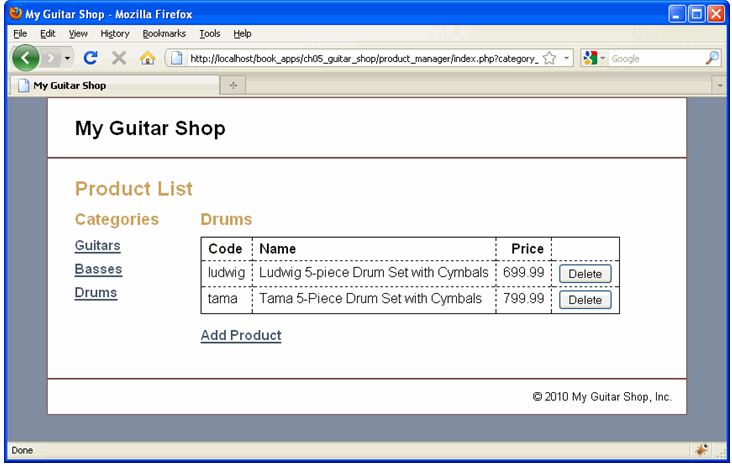 My Guitar Shop - Mozilla Firefox
File Edit View History Bookmarks Tools Help
http://localhost/book_apps/ch05_guitar_shop/product_manager/index.php?category_ Google
My Guitar Shop
My Guitar Shop
Product List
Categories
Guitars
Basses
Drums
Drums
Code Name Price
ludwig Ludwig 5-piece Drum Set with Cymbals 699.99 Delete
tama Tama 5-Piece Drum Set with Cymbals 799.99 Delete
Add Product
© 2010 My Guitar Shop, Inc.
Done